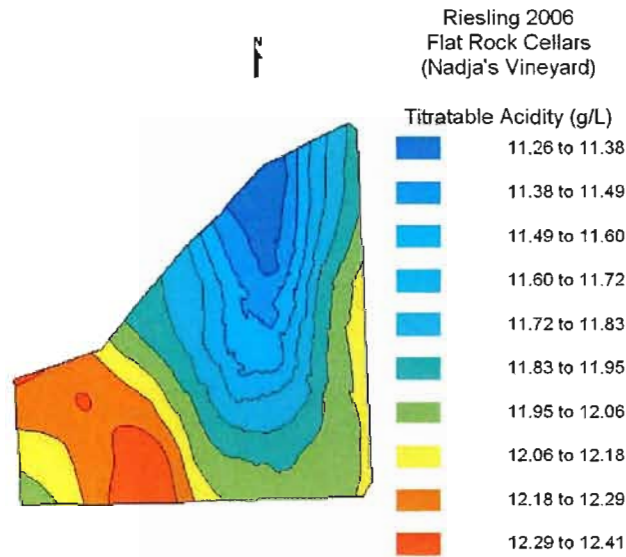 Riesling 2006
Flat Rock Cellars
(Nadja's Vineyard)
N
Titratable Acidity (g/L)
11.26 to 11.38
11.38 to 11.49
11.49 to 11.60
11.60 to 11.72
11.72 to 11.83
11.83 to 11.95
11.95 to 12.06
12.06 to 12.18
12.18 to 12.29
12.29 to 12.41